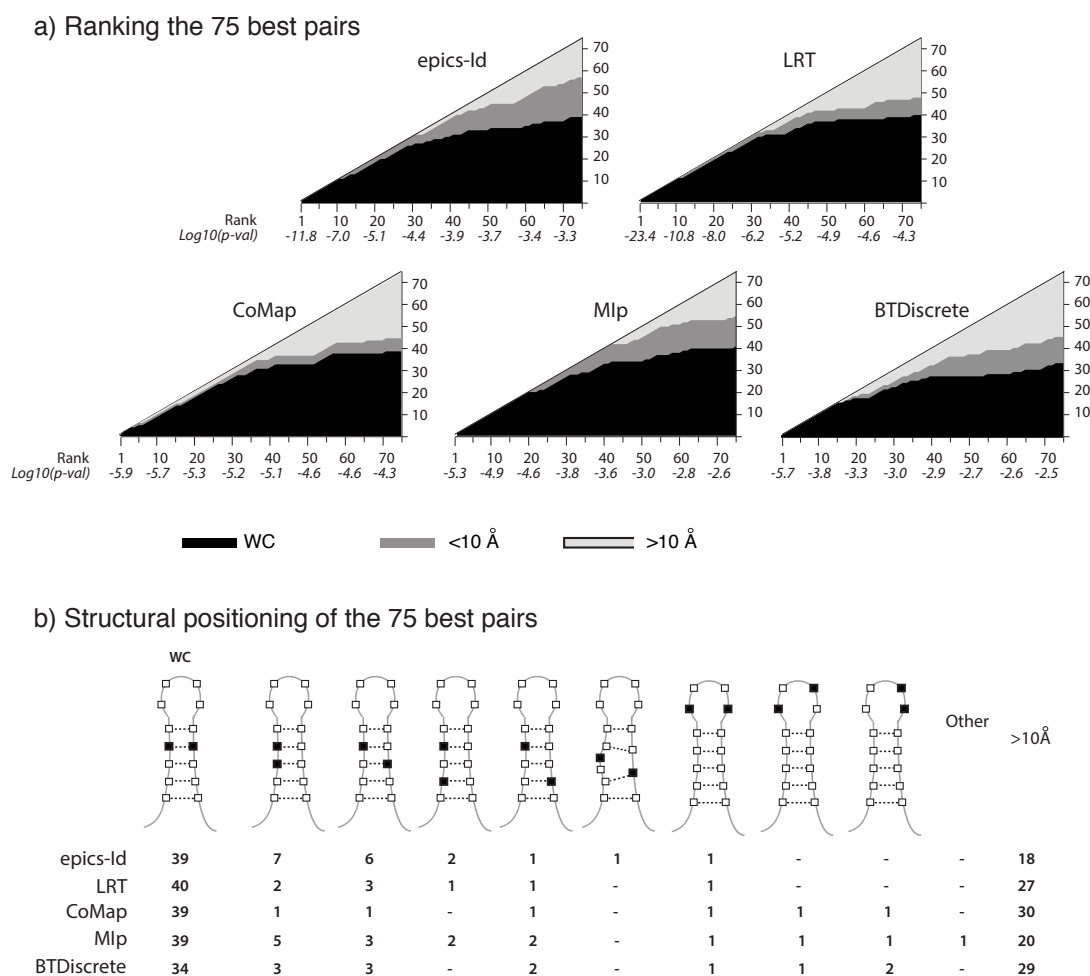 a) Ranking the 75 best pairs
epics-Id
70
60
50
40
30
20
10
Rank 1 10 20 30 40 50 60 70
Log10(p-val) -11.8 -7.0 -5.1 -4.4 -3.9 -3.7 -3.4 -3.3
LRT
70
60
50
40
30
20
10
1 10 20 30 40 50 60 70
-23.4 -10.8 -8.0 -6.2 -5.2 -4.9 -4.6 -4.3
CoMap
70
60
50
40
30
20
10
Rank 1 10 20 30 40 50 60 70
Log10(p-val) -5.9 -5.7 -5.3 -5.2 -5.1 -4.6 -4.6 -4.3
MIp
70
60
50
40
30
20
10
1 10 20 30 40 50 60 70
-5.3 -4.9 -4.6 -3.8 -3.6 -3.0 -2.8 -2.6
BTDiscrete
70
60
50
40
30
20
10
1 10 20 30 40 50 60 70
-5.7 -3.8 -3.3 -3.0 -2.9 -2.7 -2.6 -2.5
WC <10 Å >10 Å
b) Structural positioning of the 75 best pairs
WC
Other >10Å
epics-Id 39 7 6 2 1 1 1 - - - 18
LRT 40 2 3 1 1 - 1 - - - 27
CoMap 39 1 1 - 1 - 1 1 1 - 30
MIp 39 5 3 2 2 - 1 1 1 1 20
BTDiscrete 34 3 3 - 2 - 1 1 2 - 29